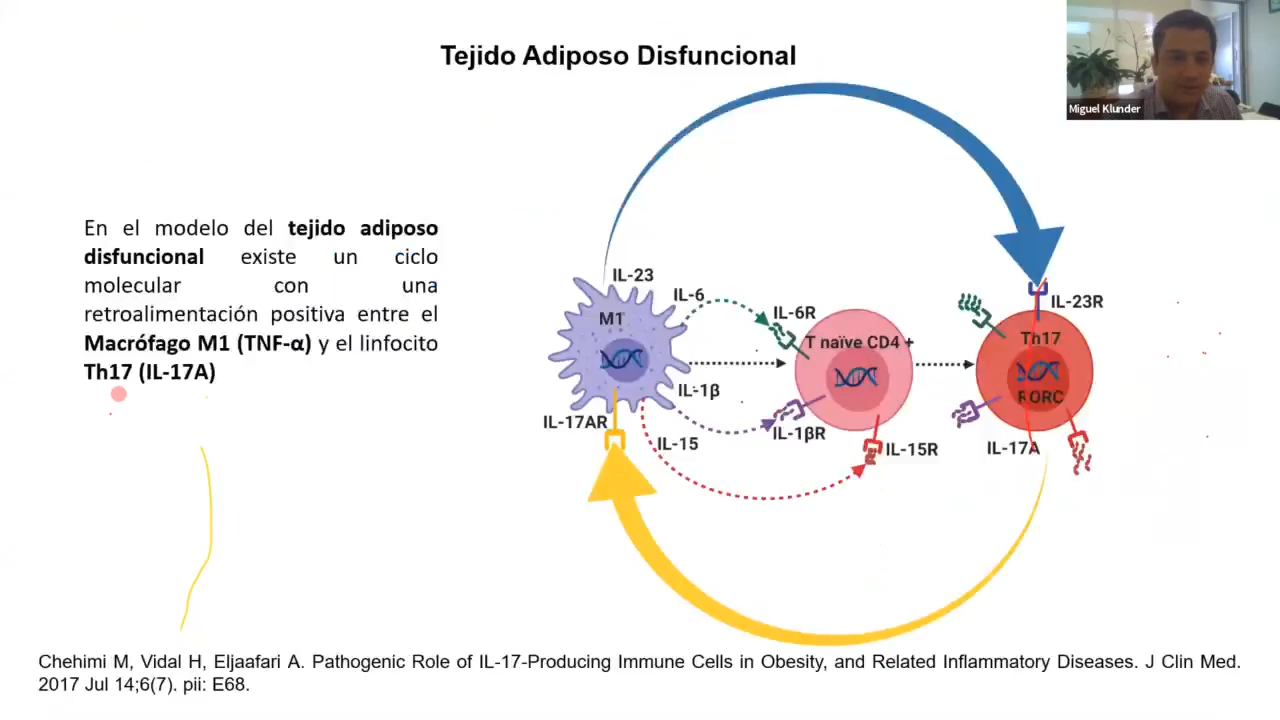 Tejido Adiposo Disfuncional
Miguel Klunder
En el modelo del tejido adiposo
disfuncional existe un ciclo
molecular con una
retroalimentación positiva entre el
Macrófago M1 (TNF-α) y el linfocito
Th17 (IL-17A)
IL-23
IL-6
M1
IL-6R
T naïve CD4 +
IL-23R
Th17
RORC
IL-1β
IL-17AR
IL-1βR
IL-15
IL-15R
IL-17A
Chehimi M, Vidal H, Eljaafari A. Pathogenic Role of IL-17-Producing Immune Cells in Obesity, and Related Inflammatory Diseases. J Clin Med.
2017 Jul 14;6(7). pii: E68.